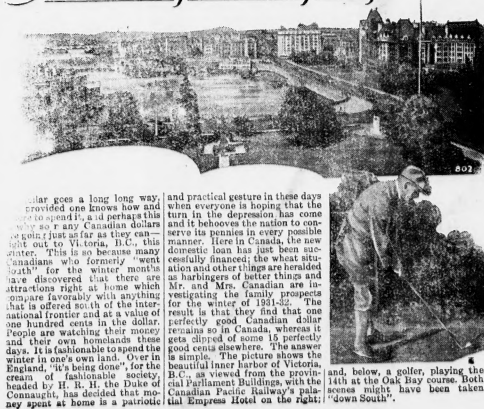 802
goes a long long way,
provided one knows how and
to spend it, and perhaps this
why so many Canadian dollars
going just as far as they can—
right out to Victoria, B.C., this
winter. This is so because many
Canadians who formerly "went
South" for the winter months
have discovered that there are
attractions right at home which
compare favorably with anything
that is offered south of the inter-
national frontier and at a value of
one hundred cents in the dollar.
People are watching their money
and their own homelands these
days. It is fashionable to spend the
winter in one's own land. Over in
England, "it's being done", for the
cream of fashionable society,
headed by H. R. H. the Duke of
Connaught, has decided that mo-
ney spent at home is a patriotic
and practical gesture in these days
when everyone is hoping that the
turn in the depression has come
and it behooves the nation to con-
serve its pennies in every possible
manner. Here in Canada, the new
domestic loan has just been suc-
cessfully financed; the wheat situ-
ation and other things are heralded
as harbingers of better things and
Mr. and Mrs. Canadian are in-
vestigating the family prospects
for the winter of 1931-32. The
result is they find that one
perfectly good Canadian dollar
remains so in Canada, whereas it
gets clipped of some 15 perfectly
good cents elsewhere. The answer
is simple. The picture shows the
beautiful inner harbor of Victoria,
B.C., as viewed from the provin-
cial Parliament Buildings, with the
Canadian Pacific Railway's pala-
tial Empress Hotel on the right;
and, below, a golfer, playing the
14th at the Oak Bay course. Both
scenes might have been taken
"down South".